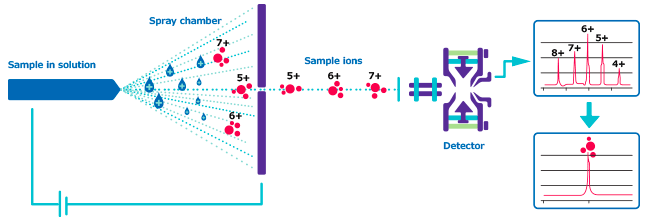 Spray chamber
Sample in solution
7+
5+
6+
Sample ions
5+
6+
7+
Detector
8+
7+
6+
5+
4+